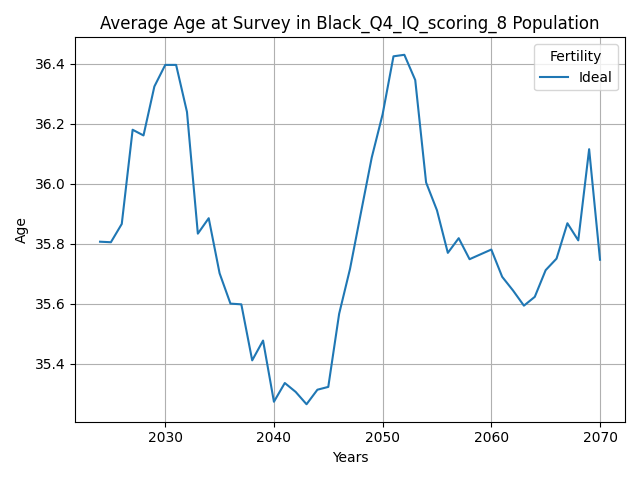 Average Age at Survey in Black_Q4_IQ_scoring_8 Population
Fertility
Ideal
36.4
36.2
36.0
35.8
35.6
35.4
Age
2030 2040 2050 2060 2070
Years